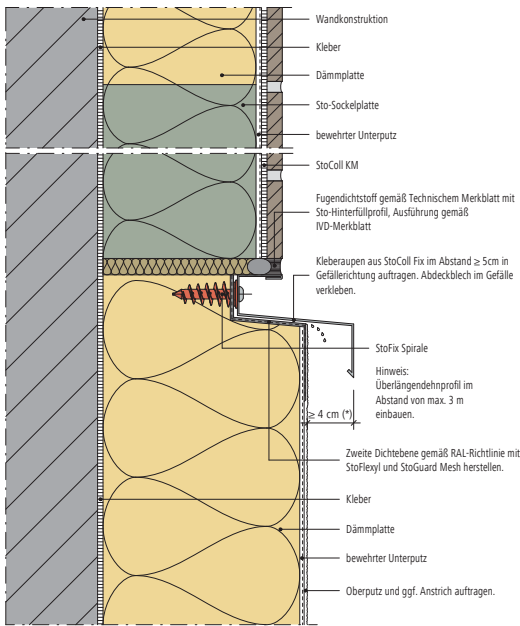 Wandkonstruktion
Kleber
Dämmplatte
Sto-Sockelplatte
bewehrter Unterputz
StoColl KM
Fugendichtstoff gemäß Technischem Merkblatt mit
Sto-Hinterfüllprofil, Ausführung gemäß
IVD-Merkblatt
Kleberaupen aus StoColl Fix im Abstand ≥ 5cm in
Gefällerichtung auftragen. Abdeckblech im Gefälle
verkleben.
StoFix Spirale
Hinweis:
Überlängendehnprofil im
Abstand von max. 3 m
einbauen.
≥ 4 cm (*)
Zweite Dichtebene gemäß RAL-Richtlinie mit
StoFlexyl und StoGuard Mesh herstellen.
Kleber
Dämmplatte
bewehrter Unterputz
Oberputz und ggf. Anstrich auftragen.